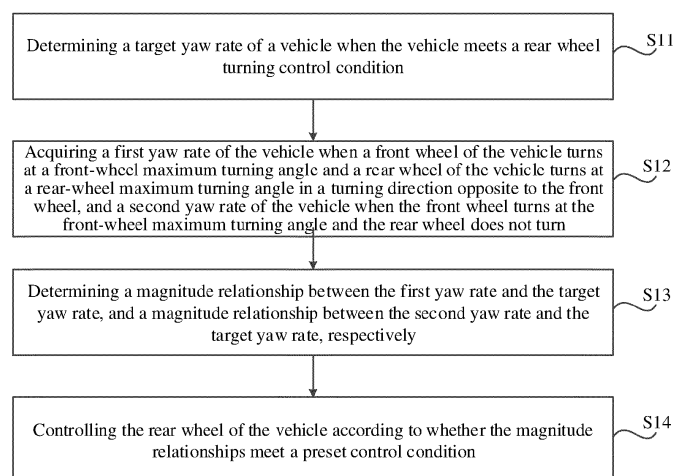 Determining a target yaw rate of a vehicle when the vehicle meets a rear wheel
turning control condition
S11
Acquiring a first yaw rate of the vehicle when a front wheel of the vehicle turns
at a front-wheel maximum turning angle and a rear wheel of the vehicle turns at
a rear-wheel maximum turning angle in a turning direction opposite to the front
wheel, and a second yaw rate of the vehicle when the front wheel turns at the
front-wheel maximum turning angle and the rear wheel does not turn
S12
Determining a magnitude relationship between the first yaw rate and the target
yaw rate, and a magnitude relationship between the second yaw rate and the
target yaw rate, respectively
S13
Controlling the rear wheel of the vehicle according to whether the magnitude
relationships meet a preset control condition
S14